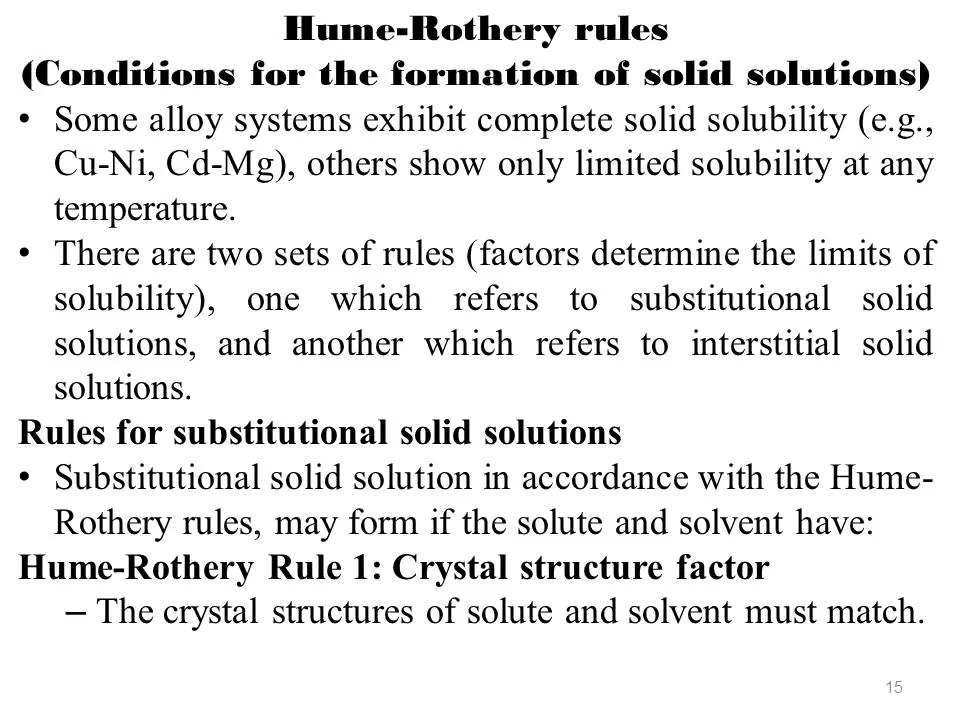 Hume-Rothery rules
(Conditions for the formation of solid solutions)
• Some alloy systems exhibit complete solid solubility (e.g.,
Cu-Ni, Cd-Mg), others show only limited solubility at any
temperature.
• There are two sets of rules (factors determine the limits of
solubility), one which refers to substitutional solid
solutions, and another which refers to interstitial solid
solutions.
Rules for substitutional solid solutions
• Substitutional solid solution in accordance with the Hume-
Rothery rules, may form if the solute and solvent have:
Hume-Rothery Rule 1: Crystal structure factor
– The crystal structures of solute and solvent must match.
15